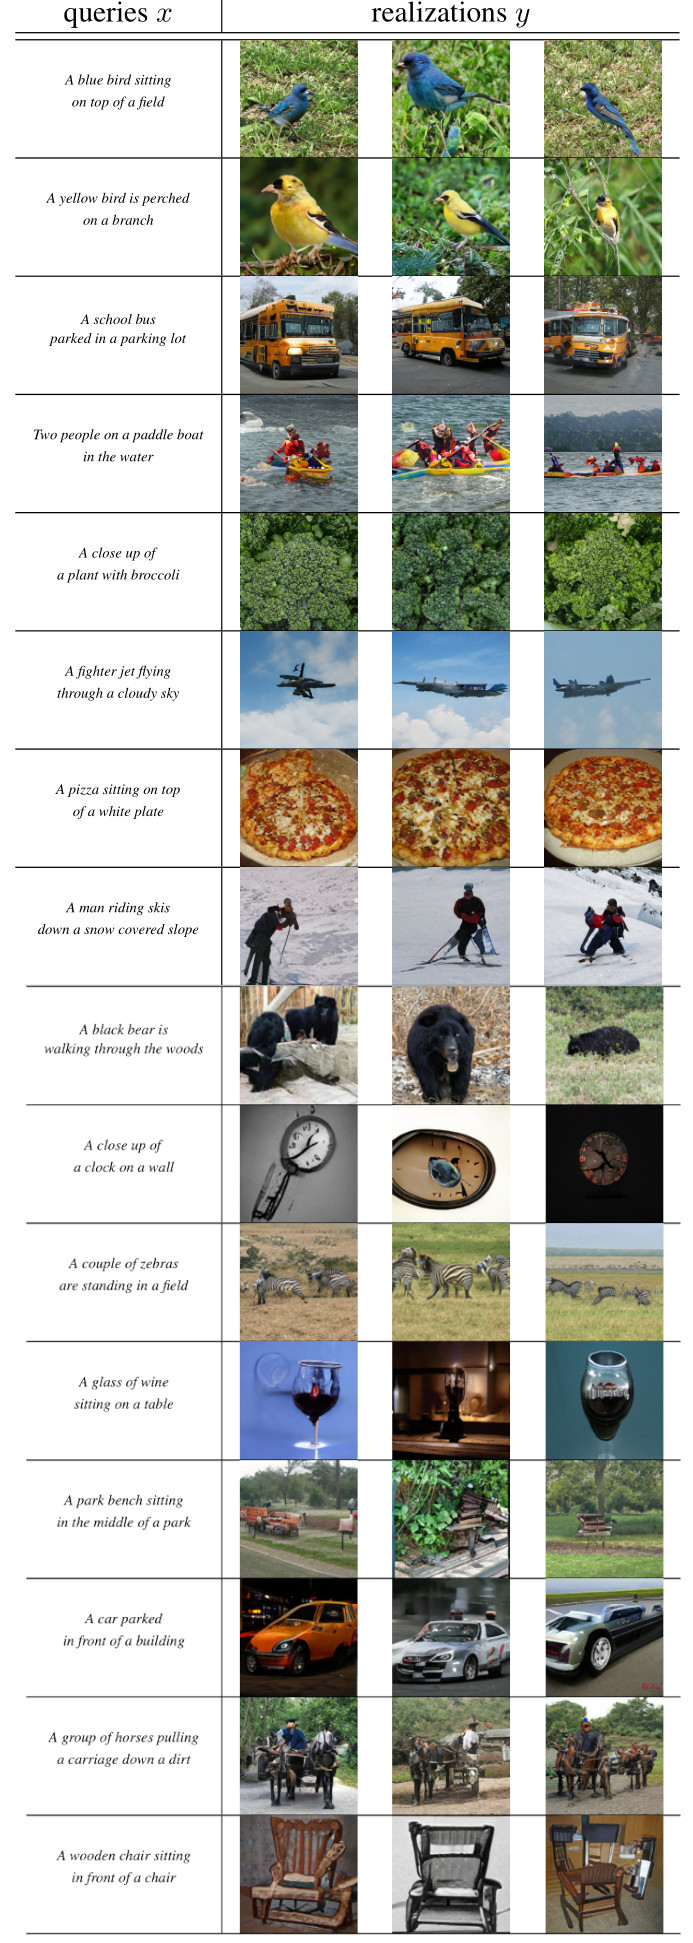 queries x
realizations y
A blue bird sitting
on top of a field
A yellow bird is perched
on a branch
A school bus
parked in a parking lot
Two people on a paddle boat
in the water
A close up of
a plant with broccoli
A fighter jet flying
through a cloudy sky
A pizza sitting on top
of a white plate
A man riding skis
down a snow covered slope
A black bear is
walking through the woods
A close up of
a clock on a wall
A couple of zebras
are standing in a field
A glass of wine
sitting on a table
A park bench sitting
in the middle of a park
A car parked
in front of a building
A group of horses pulling
a carriage down a dirt
A wooden chair sitting
in front of a chair